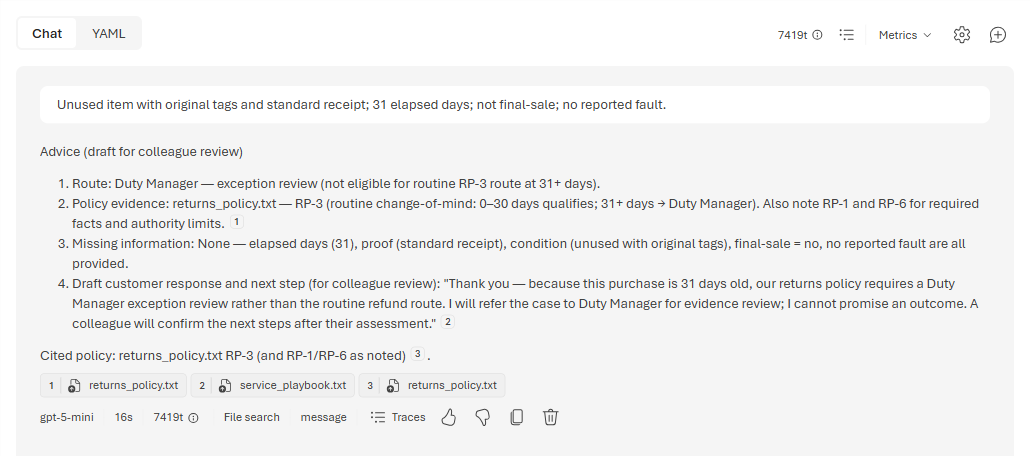 Chat YAML 7419t Metrics
Unused item with original tags and standard receipt; 31 elapsed days; not final-sale; no reported fault.
Advice (draft for colleague review)
1. Route: Duty Manager — exception review (not eligible for routine RP-3 route at 31+ days).
2. Policy evidence: returns_policy.txt — RP-3 (routine change-of-mind: 0–30 days qualifies; 31+ days → Duty Manager). Also note RP-1 and RP-6 for required
facts and authority limits. 1
3. Missing information: None — elapsed days (31), proof (standard receipt), condition (unused with original tags), final-sale = no, no reported fault are all
provided.
4. Draft customer response and next step (for colleague review): "Thank you — because this purchase is 31 days old, our returns policy requires a Duty
Manager exception review rather than the routine refund route. I will refer the case to Duty Manager for evidence review; I cannot promise an outcome. A
colleague will confirm the next steps after their assessment." 2
Cited policy: returns_policy.txt RP-3 (and RP-1/RP-6 as noted) 3 .
1 returns_policy.txt 2 service_playbook.txt 3 returns_policy.txt
gpt-5-mini 16s 7419t File search message Traces